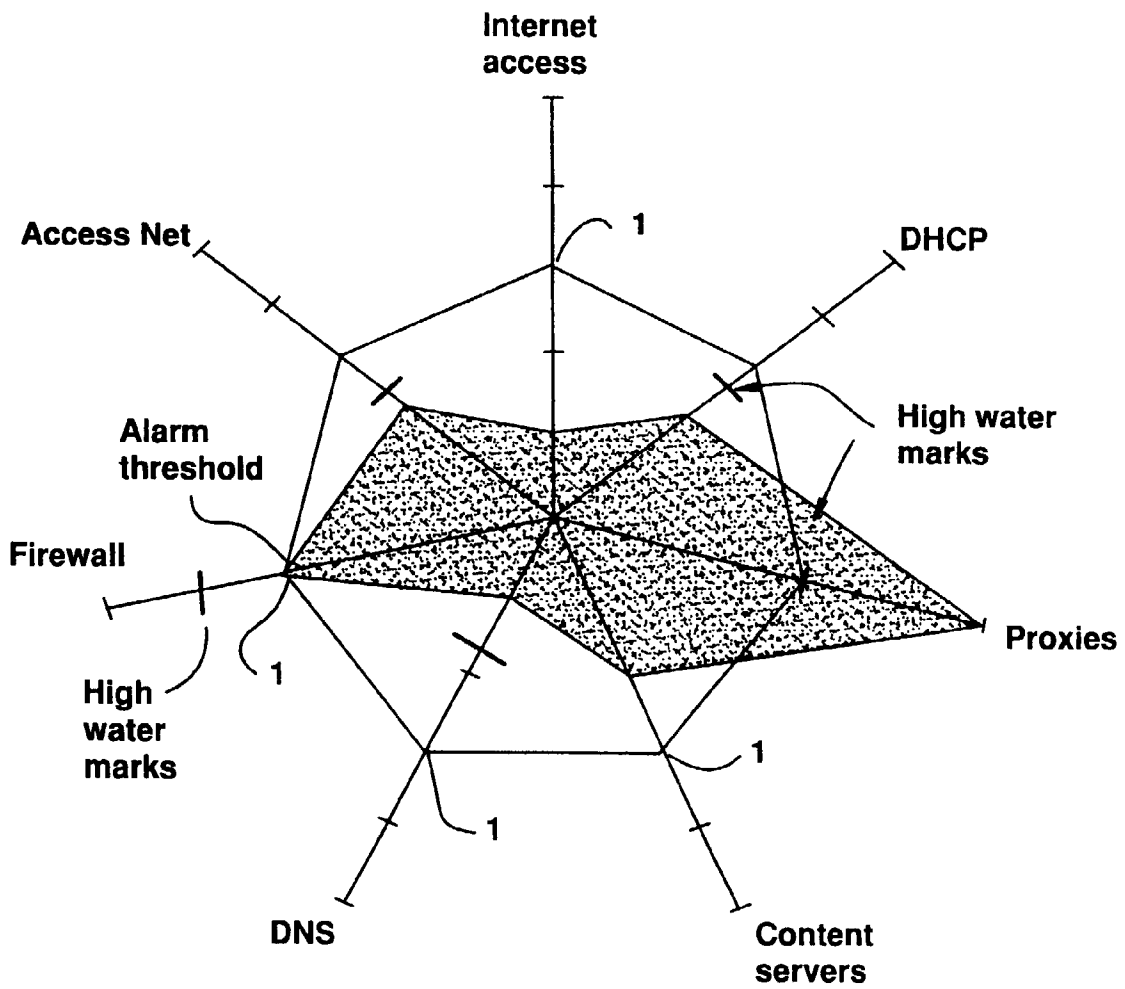 Internet
access
1
Access Net
DHCP
High water
marks
Alarm
threshold
Firewall
1
Proxies
High
water
marks
1
1
DNS
Content
servers